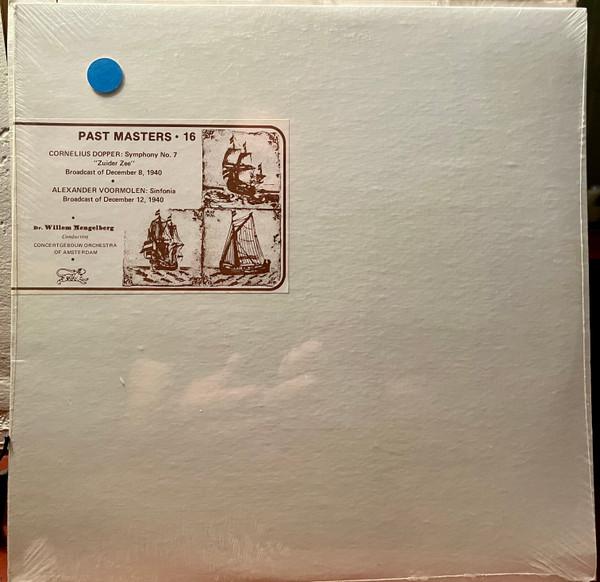 PAST MASTERS • 16
CORNELIUS DOPPER: Symphony No. 7
"Zuider Zee"
Broadcast of December 8, 1940
•
ALEXANDER VOORMOLEN: Sinfonia
Broadcast of December 12, 1940
•
Dr. Willem Mengelberg
Conducting
CONCERTGEBOUW ORCHESTRA
OF AMSTERDAM
•